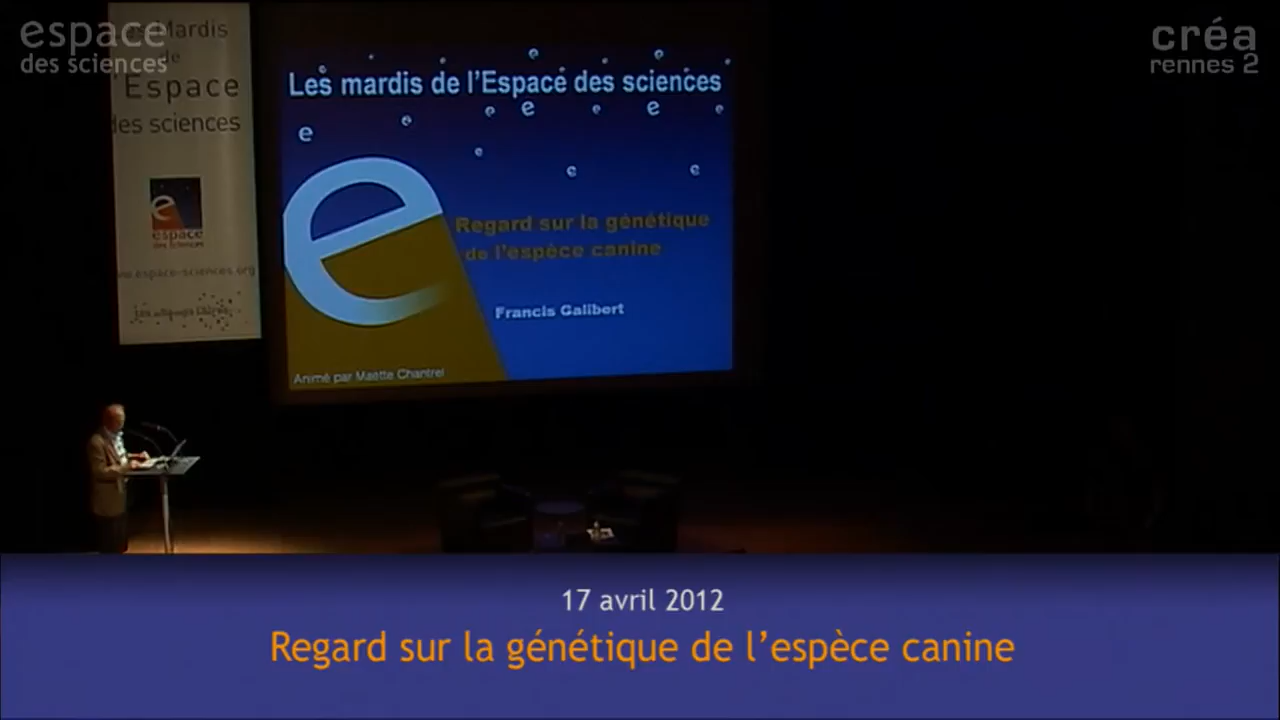 espace
des sciences
créa
rennes 2
Les Mardis
de
l'Espace
des sciences
e
espace
des sciences
www.espace-sciences.org
Les mardis de l'Espace des sciences
Regard sur la génétique
de l'espèce canine
Francis Galibert
Animé par Maette Chantrel
17 avril 2012
Regard sur la génétique de l'espèce canine